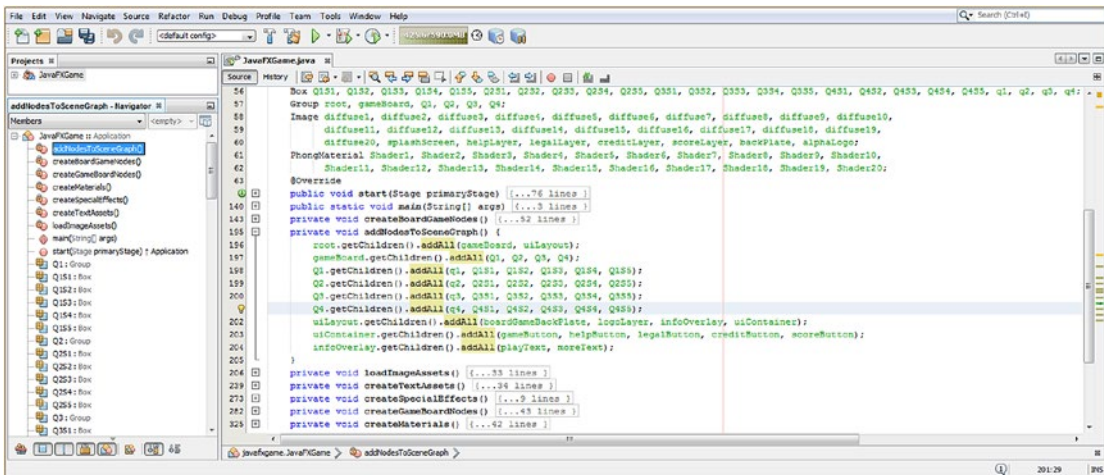 File Edit View Navigate Source Refactor Run Debug Profile Team Tools Window Help
Search (Ctrl+I)
<default config>
Projects
JavaFXGame
addNodesToSceneGraph - Navigator
Members
<empty>
JavaFXGame :: Application
addNodesToSceneGraph()
createBoardGameNodes()
createGameBoardNodes()
createMaterials()
createSpecialEffects()
createTextAssets()
loadImageAssets()
main(String[] args)
start(Stage primaryStage) ↑ Application
Q1 : Group
Q1S1 : Box
Q1S2 : Box
Q1S3 : Box
Q1S4 : Box
Q1S5 : Box
Q2 : Group
Q2S1 : Box
Q2S2 : Box
Q2S3 : Box
Q2S4 : Box
Q2S5 : Box
Q3 : Group
Q3S1 : Box
JavaFXGame.java
Source History
56 Box Q1S1, Q1S2, Q1S3, Q1S4, Q1S5, Q2S1, Q2S2, Q2S3, Q2S4, Q2S5, Q3S1, Q3S2, Q3S3, Q3S4, Q3S5, Q4S1, Q4S2, Q4S3, Q4S4, Q4S5, q1, q2, q3, q4;
57 Group root, gameBoard, Q1, Q2, Q3, Q4;
58 Image diffuse1, diffuse2, diffuse3, diffuse4, diffuse5, diffuse6, diffuse7, diffuse8, diffuse9, diffuse10,
59 diffuse11, diffuse12, diffuse13, diffuse14, diffuse15, diffuse16, diffuse17, diffuse18, diffuse19,
60 diffuse20, splashScreen, helpLayer, legalLayer, creditLayer, scoreLayer, backPlate, alphaLogo;
61 PhongMaterial Shader1, Shader2, Shader3, Shader4, Shader5, Shader6, Shader7, Shader8, Shader9, Shader10,
62 Shader11, Shader12, Shader13, Shader14, Shader15, Shader16, Shader17, Shader18, Shader19, Shader20;
63 @Override
public void start(Stage primaryStage) {...76 lines }
140 public static void main(String[] args) {...3 lines }
143 private void createBoardGameNodes() {...52 lines }
195 private void addNodesToSceneGraph() {
196 root.getChildren().addAll(gameBoard, uiLayout);
197 gameBoard.getChildren().addAll(Q1, Q2, Q3, Q4);
198 Q1.getChildren().addAll(q1, Q1S1, Q1S2, Q1S3, Q1S4, Q1S5);
199 Q2.getChildren().addAll(q2, Q2S1, Q2S2, Q2S3, Q2S4, Q2S5);
200 Q3.getChildren().addAll(q3, Q3S1, Q3S2, Q3S3, Q3S4, Q3S5);
Q4.getChildren().addAll(q4, Q4S1, Q4S2, Q4S3, Q4S4, Q4S5);
202 uiLayout.getChildren().addAll(boardGameBackPlate, logoLayer, infoOverlay, uiContainer);
203 uiContainer.getChildren().addAll(gameButton, helpButton, legalButton, creditButton, scoreButton);
204 infoOverlay.getChildren().addAll(playText, moreText);
205 }
206 private void loadImageAssets() {...33 lines }
239 private void createTextAssets() {...34 lines }
273 private void createSpecialEffects() {...9 lines }
282 private void createGameBoardNodes() {...43 lines }
325 private void createMaterials() {...42 lines }
javafxgame.JavaFXGame
addNodesToSceneGraph
201:29
INS